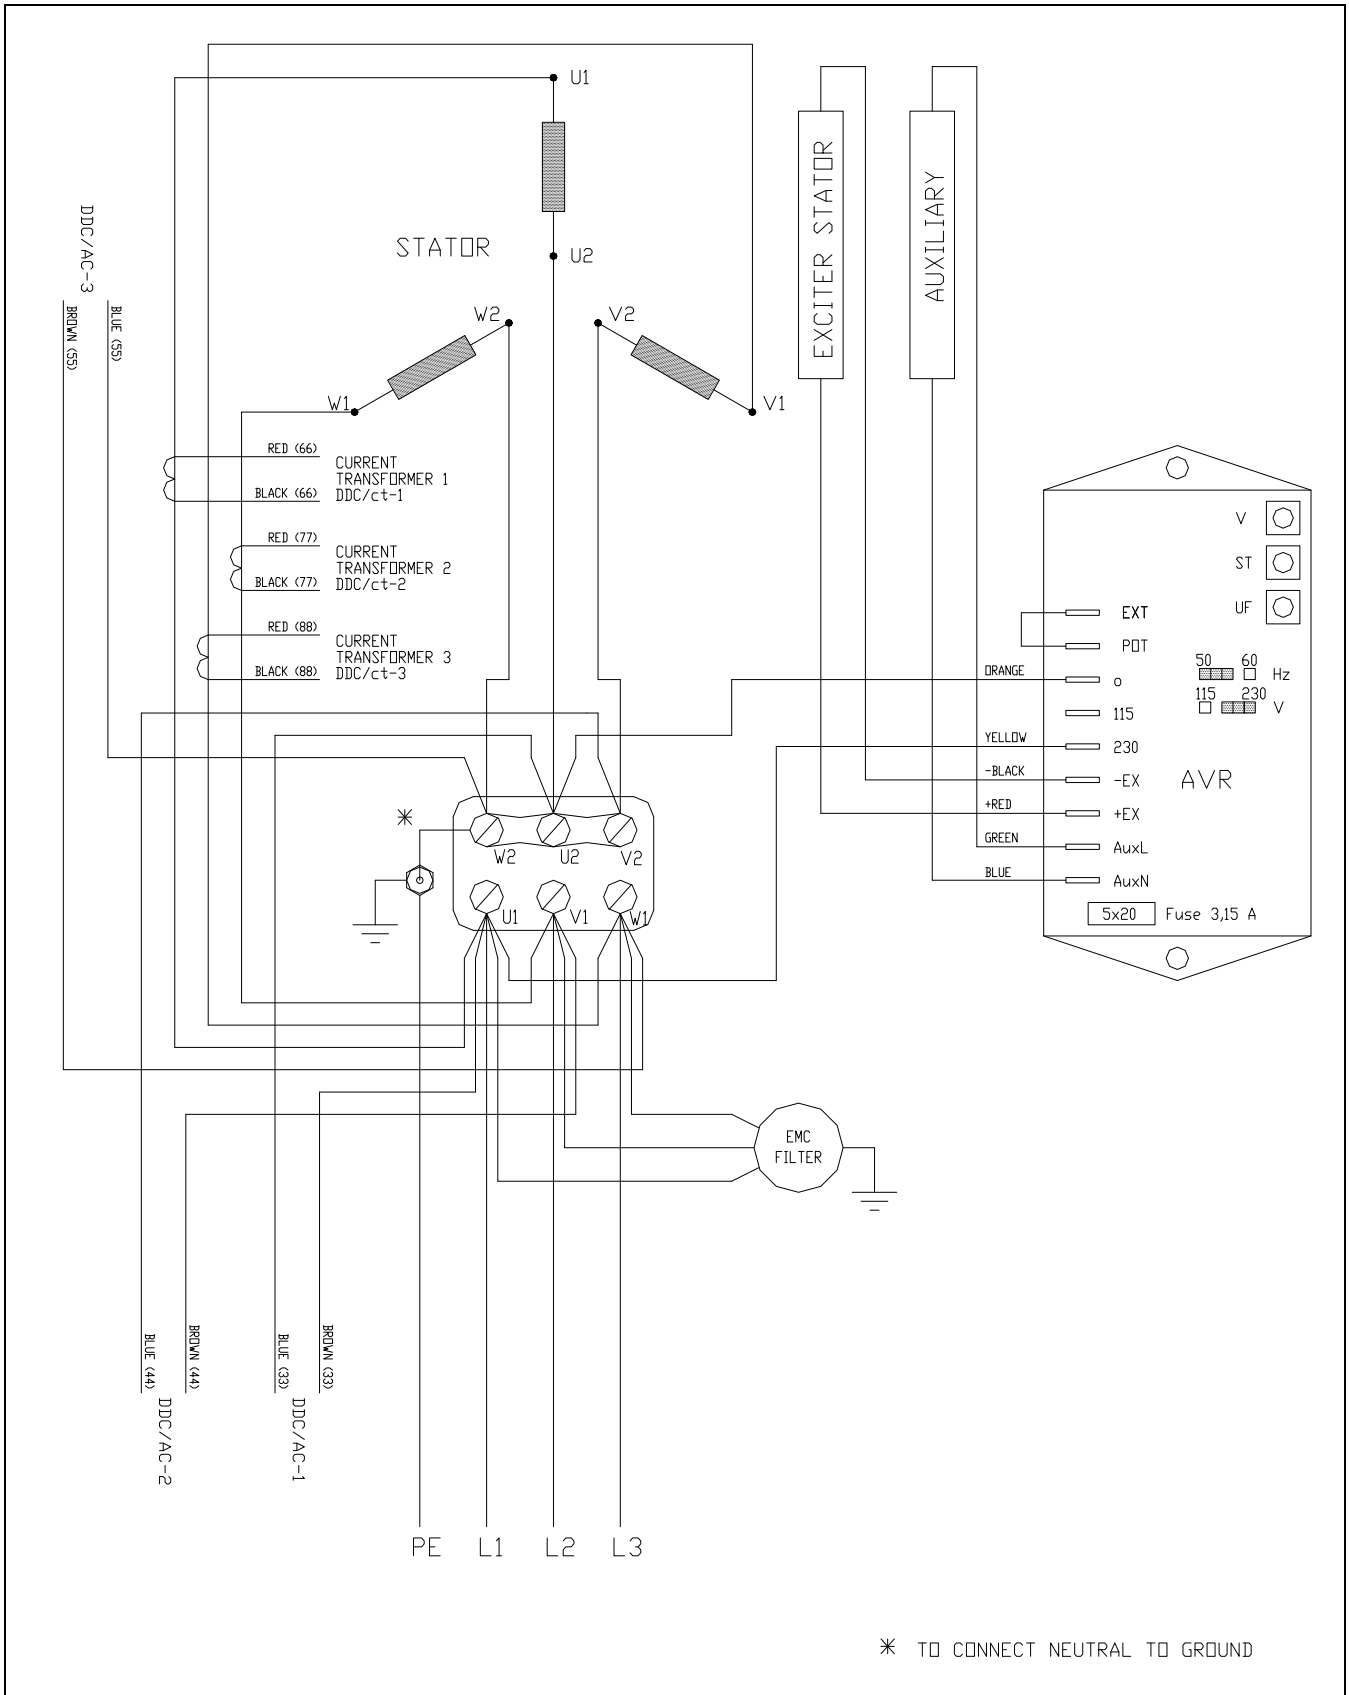 U1
STATOR
U2
W2
V2
W1
V1
EXCITER STATOR
AUXILIARY
DDC/AC-3
BLUE (55)
BROWN (55)
RED (66)
BLACK (66)
CURRENT
TRANSFORMER 1
DDC/ct-1
RED (77)
BLACK (77)
CURRENT
TRANSFORMER 2
DDC/ct-2
RED (88)
BLACK (88)
CURRENT
TRANSFORMER 3
DDC/ct-3
V
ST
UF
EXT
POT
50 60 Hz
ORANGE
o
115 230 V
115
YELLOW
230
-BLACK
-EX
AVR
+RED
+EX
GREEN
AuxL
BLUE
AuxN
5x20 Fuse 3,15 A
*
W2 U2 V2
U1 V1 W1
EMC
FILTER
BLUE (44)
BROWN (44)
DDC/AC-2
BLUE (33)
BROWN (33)
DDC/AC-1
PE L1 L2 L3
* TO CONNECT NEUTRAL TO GROUND